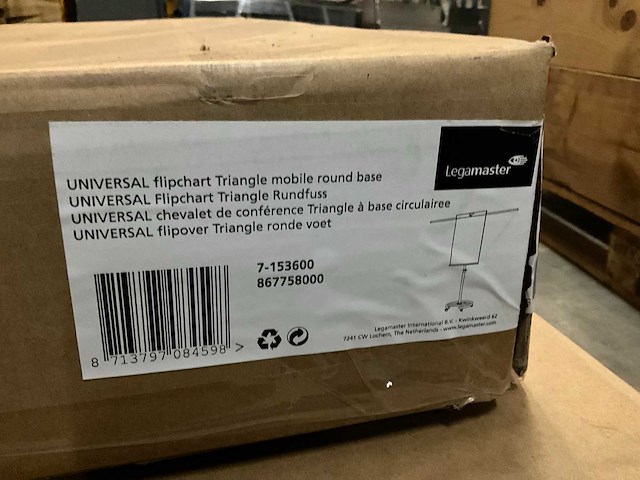 UNIVERSAL flipchart Triangle mobile round base
UNIVERSAL Flipchart Triangle Rundfuss
UNIVERSAL chevalet de conférence Triangle à base circulairee
UNIVERSAL flipover Triangle ronde voet
Legamaster
7-153600
867758000
8 713797 084598 >
Legamaster International B.V. - Kwinkweerd 62
7241 CW Lochem, The Netherlands - www.legamaster.com